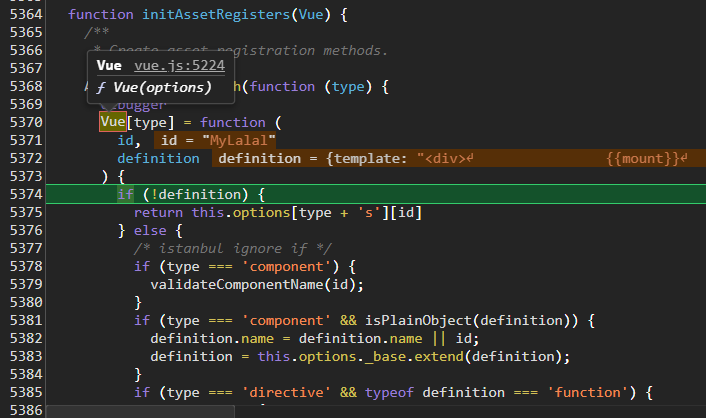 5364 function initAssetRegisters(Vue) {
5365 /**
5366 * Create asset registration methods.
5367
5368 h(function (type) {
5369 bugger
5370 Vue[type] = function (
5371 id, id = "MyLalal"
5372 definition definition = {template: "<div>↵ {{mount}}↵
5373 ) {
5374 if (!definition) {
5375 return this.options[type + 's'][id]
5376 } else {
5377 /* istanbul ignore if */
5378 if (type === 'component') {
5379 validateComponentName(id);
5380 }
5381 if (type === 'component' && isPlainObject(definition)) {
5382 definition.name = definition.name || id;
5383 definition = this.options._base.extend(definition);
5384 }
5385 if (type === 'directive' && typeof definition === 'function') {
5386
Vue vue.js:5224
ƒ Vue(options)